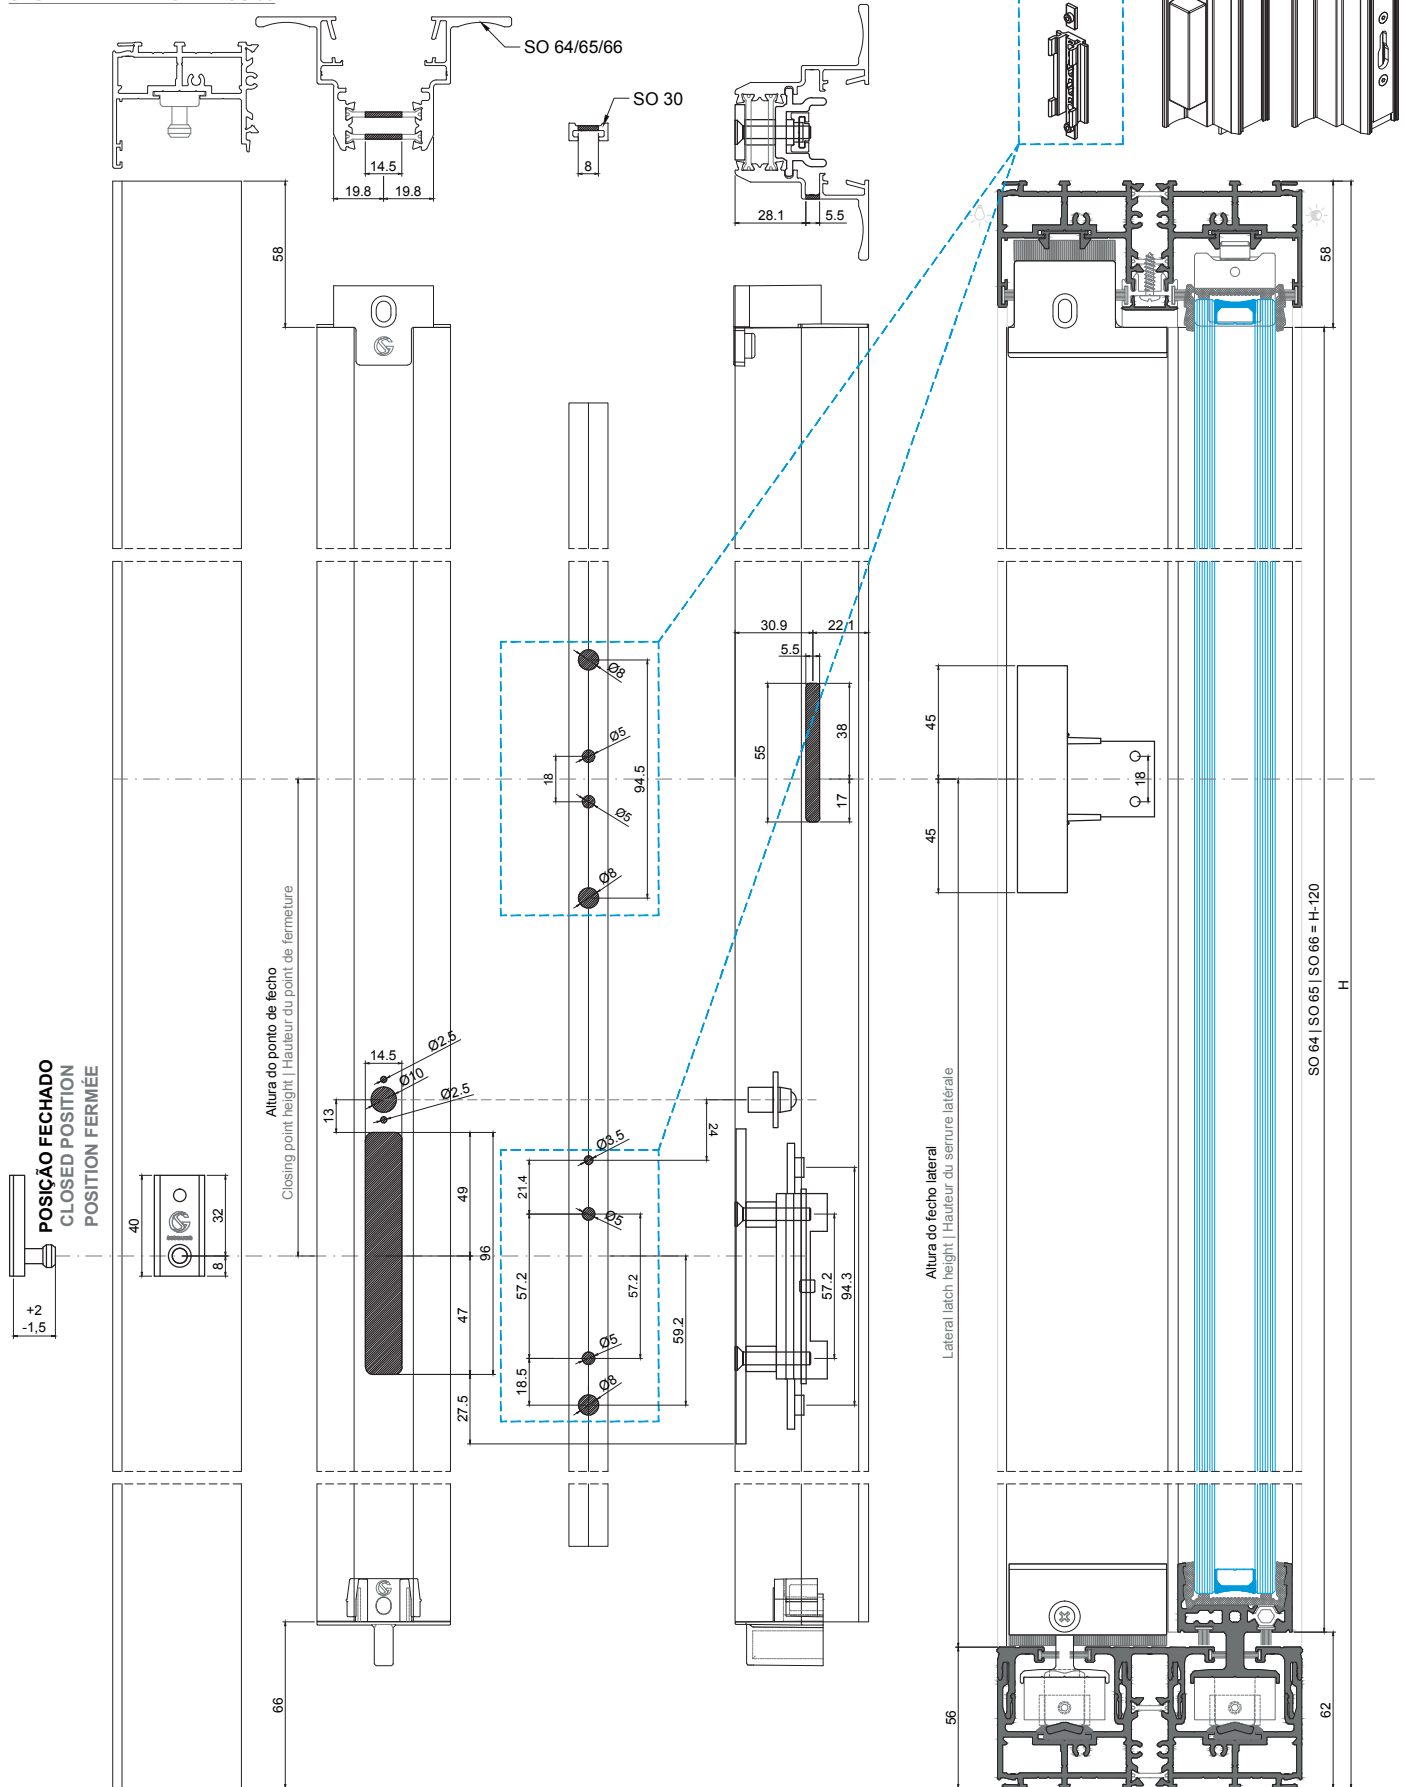 SO 64/65/66
SO 30
14.5
19.8
19.8
8
28.1
5.5
58
58
30.9
22.1
5.5
Ø8
Ø5
18
94.5
Ø5
Ø8
55
38
17
45
45
18
Altura do ponto de fecho
Closing point height | Hauteur du point de fermeture
SO 64 | SO 65 | SO 66 = H-120
H
POSIÇÃO FECHADO
CLOSED POSITION
POSITION FERMÉE
14.5
Ø2.5
Ø10
Ø2.5
13
24
Altura do fecho lateral
Lateral latch height | Hauteur du serrure latérale
Ø3.5
21.4
Ø5
49
96
47
27.5
40
32
8
+2
-1,5
57.2
57.2
59.2
Ø5
18.5
Ø8
57.2
94.3
66
56
62